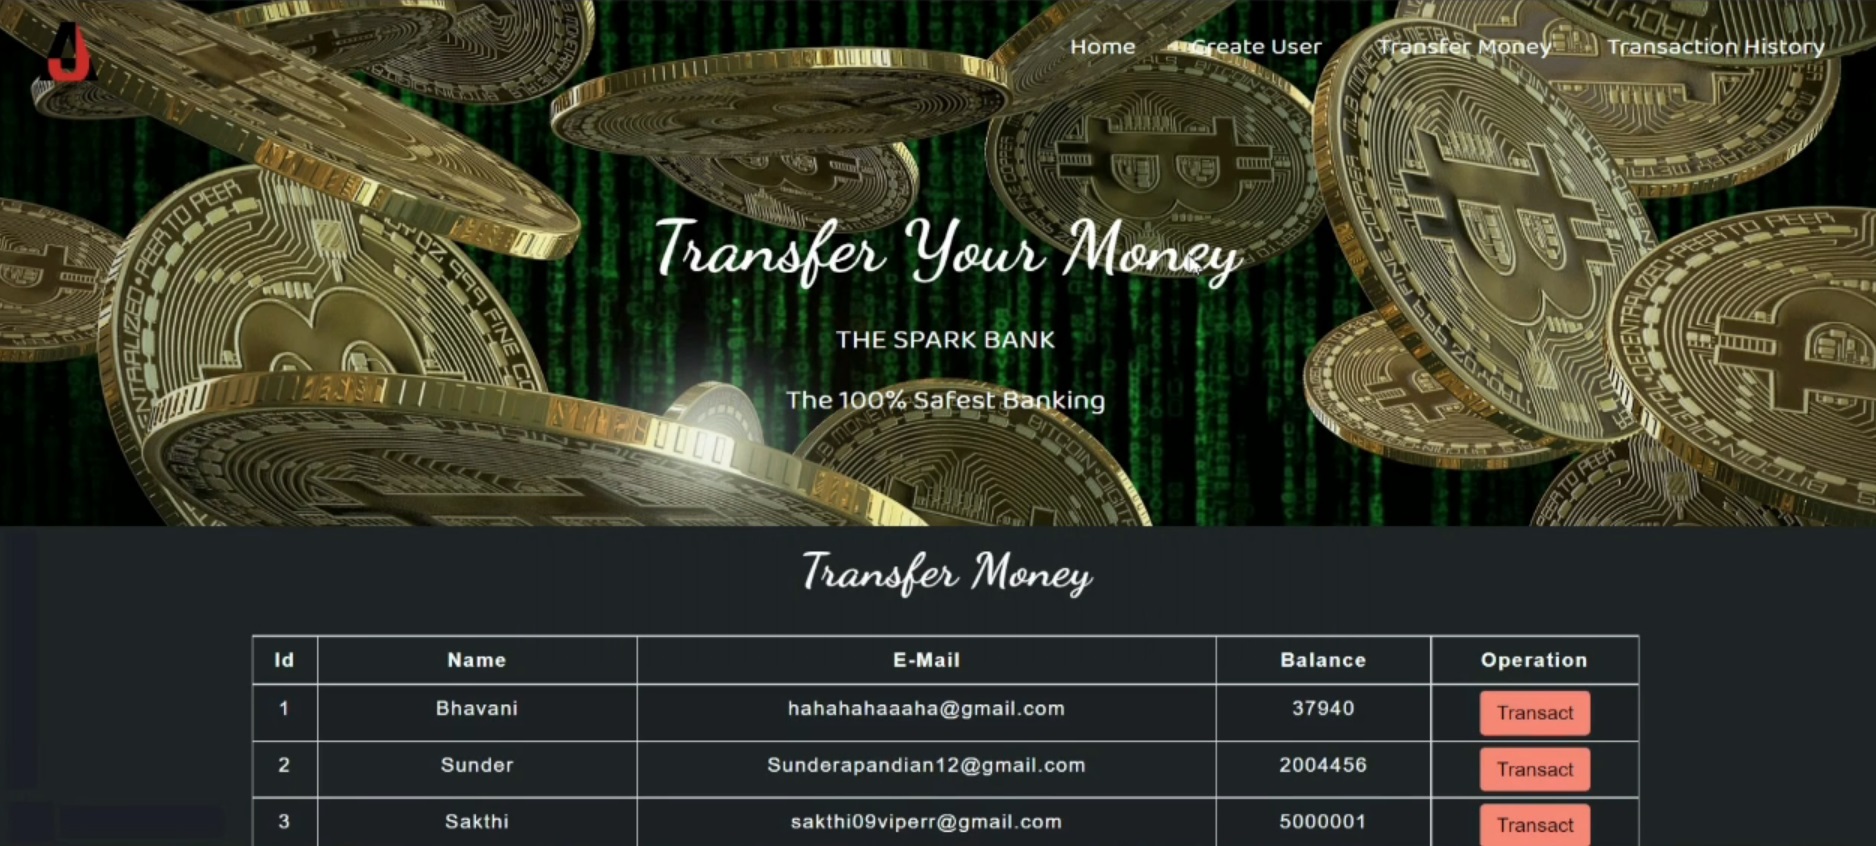 Home Create User Transfer Money Transaction History
Transfer Your Money
THE SPARK BANK
The 100% Safest Banking
Transfer Money
Id Name E-Mail Balance Operation
1 Bhavani hahahahaaaha@gmail.com 37940 Transact
2 Sunder Sunderapandian12@gmail.com 2004456 Transact
3 Sakthi sakthi09viperr@gmail.com 5000001 Transact